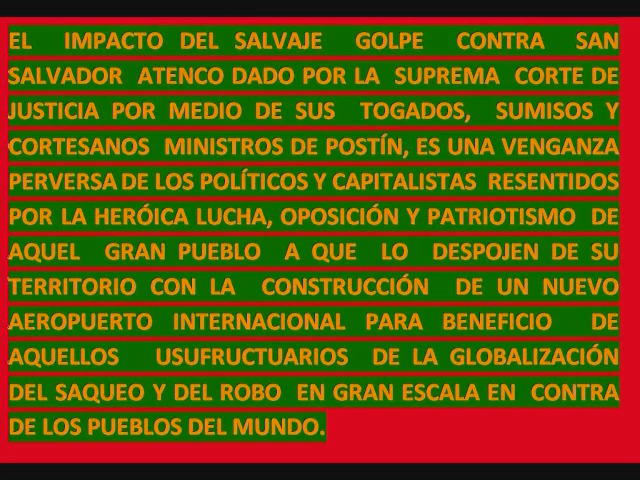 EL IMPACTO DEL SALVAJE GOLPE CONTRA SAN
SALVADOR ATENCO DADO POR LA SUPREMA CORTE DE
JUSTICIA POR MEDIO DE SUS TOGADOS, SUMISOS Y
CORTESANOS MINISTROS DE POSTÍN, ES UNA VENGANZA
PERVERSA DE LOS POLÍTICOS Y CAPITALISTAS RESENTIDOS
POR LA HERÓICA LUCHA, OPOSICIÓN Y PATRIOTISMO DE
AQUEL GRAN PUEBLO A QUE LO DESPOJEN DE SU
TERRITORIO CON LA CONSTRUCCIÓN DE UN NUEVO
AEROPUERTO INTERNACIONAL PARA BENEFICIO DE
AQUELLOS USUFRUCTUARIOS DE LA GLOBALIZACIÓN
DEL SAQUEO Y DEL ROBO EN GRAN ESCALA EN CONTRA
DE LOS PUEBLOS DEL MUNDO.